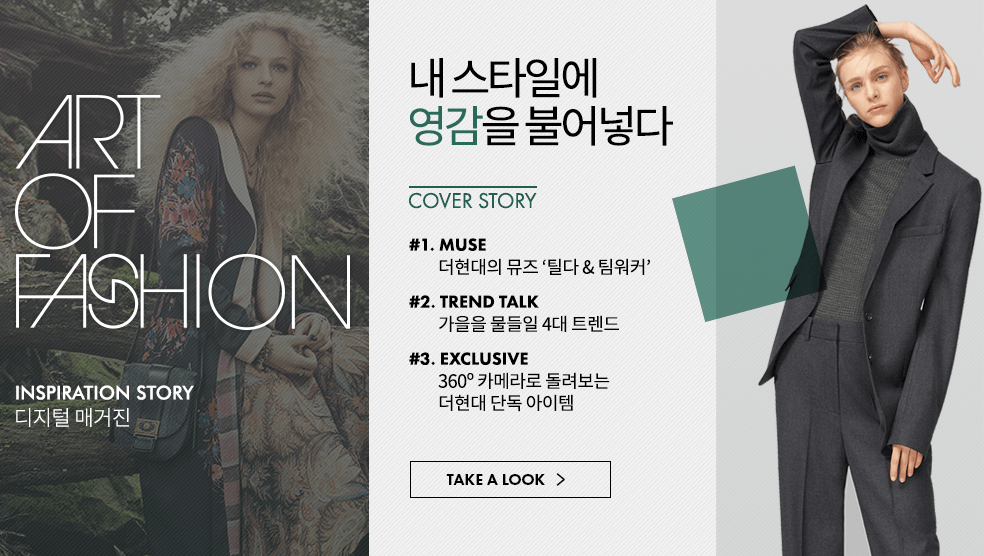 ART
OF
FASHION
INSPIRATION STORY
디지털 매거진
내 스타일에
영감을 불어넣다
COVER STORY
#1. MUSE
더현대의 뮤즈 ‘틸다 & 팀워커’
#2. TREND TALK
가을을 물들일 4대 트렌드
#3. EXCLUSIVE
360º 카메라로 돌려보는
더현대 단독 아이템
TAKE A LOOK >